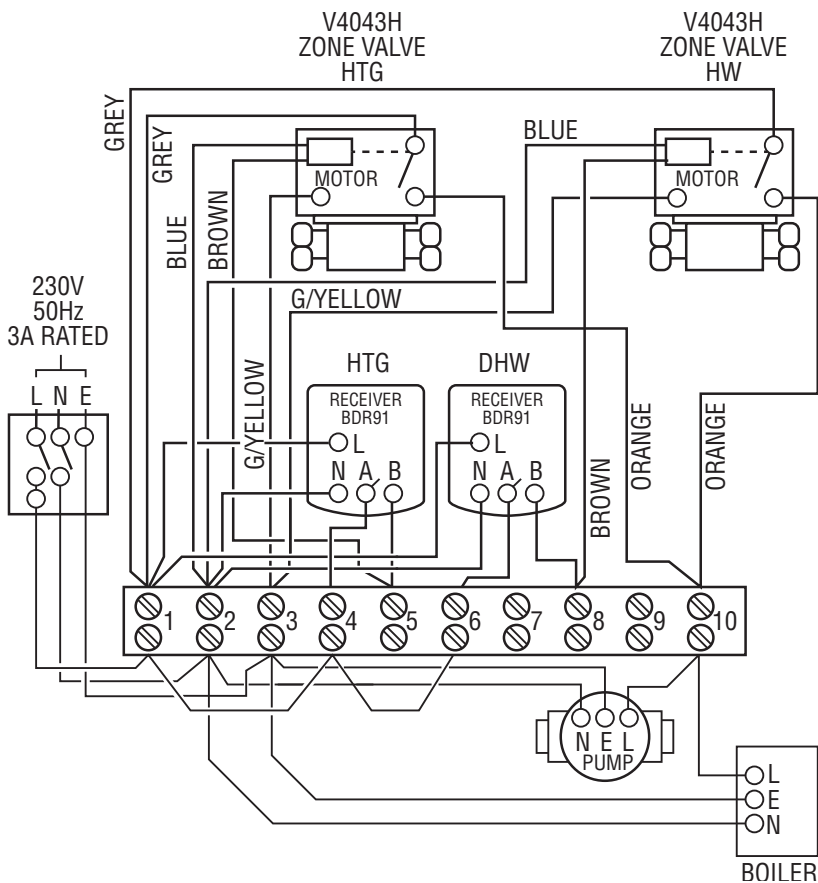 V4043H
ZONE VALVE
HTG
V4043H
ZONE VALVE
HW
GREY
GREY
BLUE
BROWN
BLUE
MOTOR
MOTOR
G/YELLOW
230V
50Hz
3A RATED
L N E
G/YELLOW
HTG
DHW
RECEIVER
BDR91
L
N A B
RECEIVER
BDR91
L
N A B
BROWN
ORANGE
ORANGE
1 2 3 4 5 6 7 8 9 10
N E L
PUMP
L
E
N
BOILER